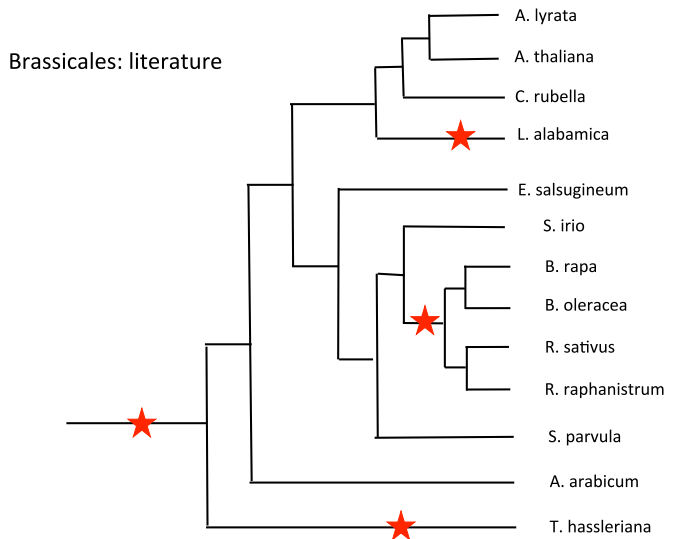 Brassicales: literature
A. lyrata
A. thaliana
C. rubella
L. alabamica
E. salsugineum
S. irio
B. rapa
B. oleracea
R. sativus
R. raphanistrum
S. parvula
A. arabicum
T. hassleriana